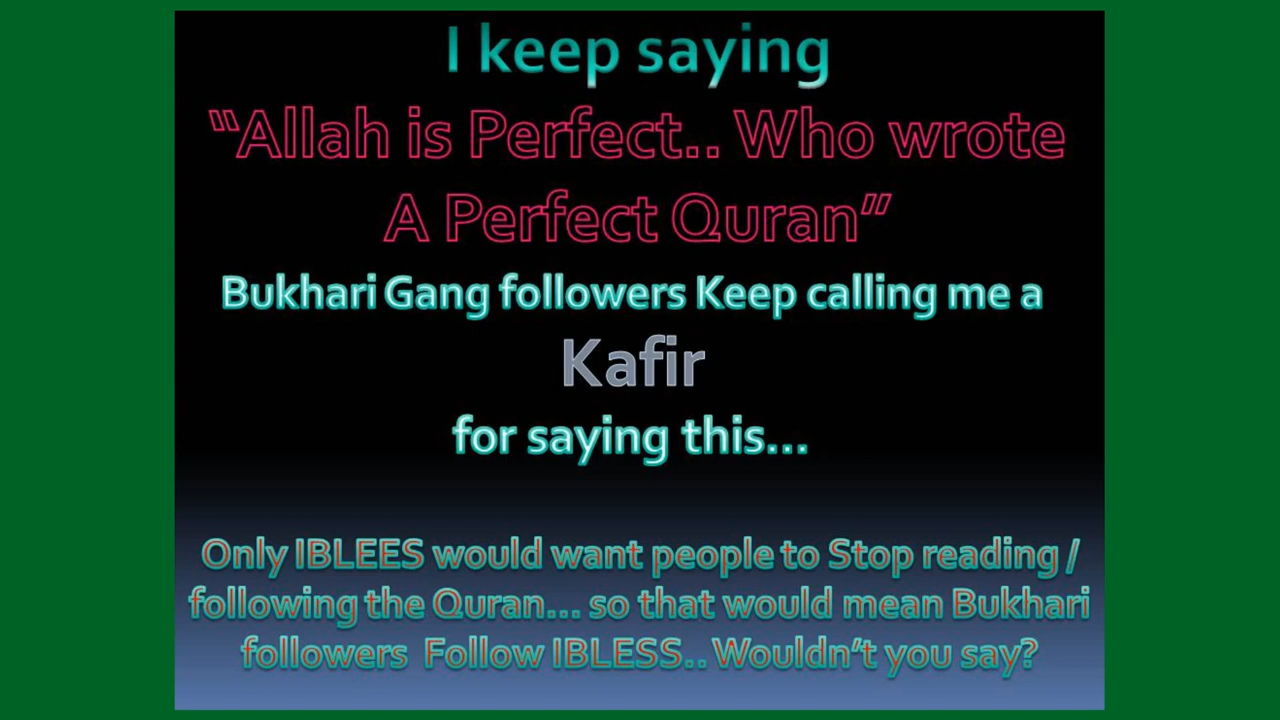 I keep saying
“Allah is Perfect.. Who wrote
A Perfect Quran”
Bukhari Gang followers Keep calling me a
Kafir
for saying this...
Only IBLEES would want people to Stop reading /
following the Quran... so that would mean Bukhari
followers Follow IBLESS.. Wouldn’t you say?